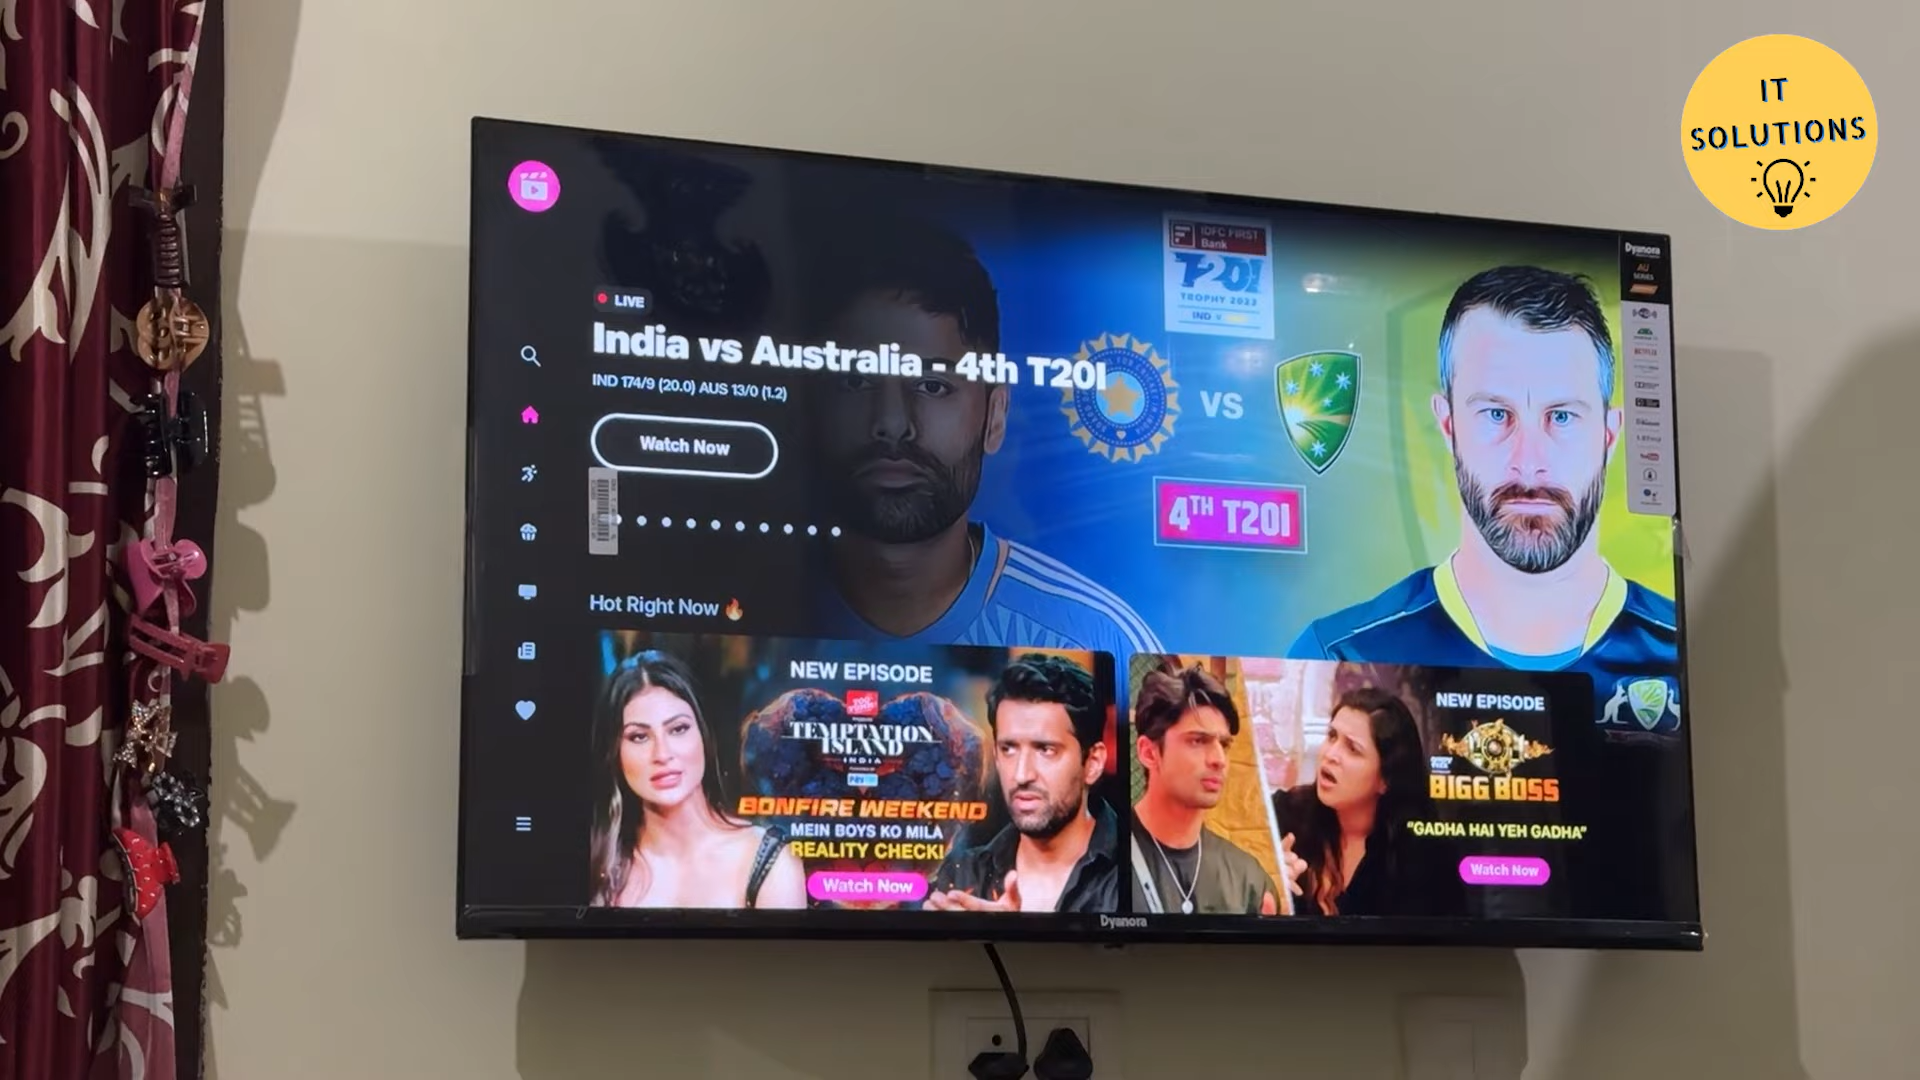 IT
SOLUTIONS
Dyanora
AU
SERIES
IDFC FIRST
Bank
T20I
TROPHY 2023
IND V
LIVE
India vs Australia - 4th T20I
IND 174/9 (20.0) AUS 13/0 (1.2)
VS
Watch Now
4TH T20I
Hot Right Now 🔥
NEW EPISODE
TEMPTATION
ISLAND
INDIA
BONFIRE WEEKEND
MEIN BOYS KO MILA
REALITY CHECK!
Watch Now
NEW EPISODE
BIGG BOSS
"GADHA HAI YEH GADHA"
Watch Now
Dyanora